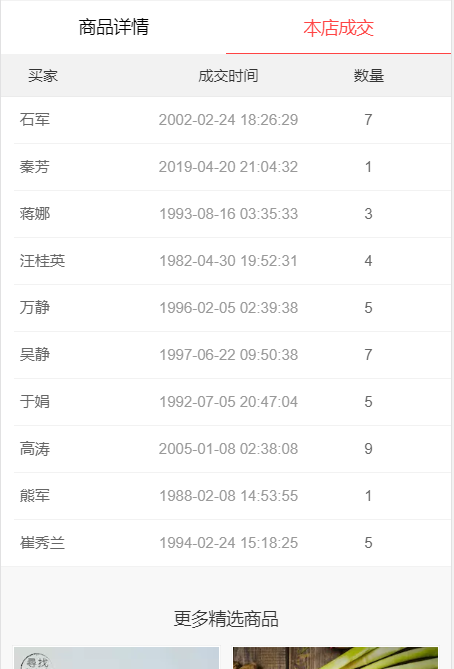 商品详情 本店成交
买家 成交时间 数量
石军 2002-02-24 18:26:29 7
秦芳 2019-04-20 21:04:32 1
蒋娜 1993-08-16 03:35:33 3
汪桂英 1982-04-30 19:52:31 4
万静 1996-02-05 02:39:38 5
吴静 1997-06-22 09:50:38 7
于娟 1992-07-05 20:47:04 5
高涛 2005-01-08 02:38:08 9
熊军 1988-02-08 14:53:55 1
崔秀兰 1994-02-24 15:18:25 5
更多精选商品
尋找